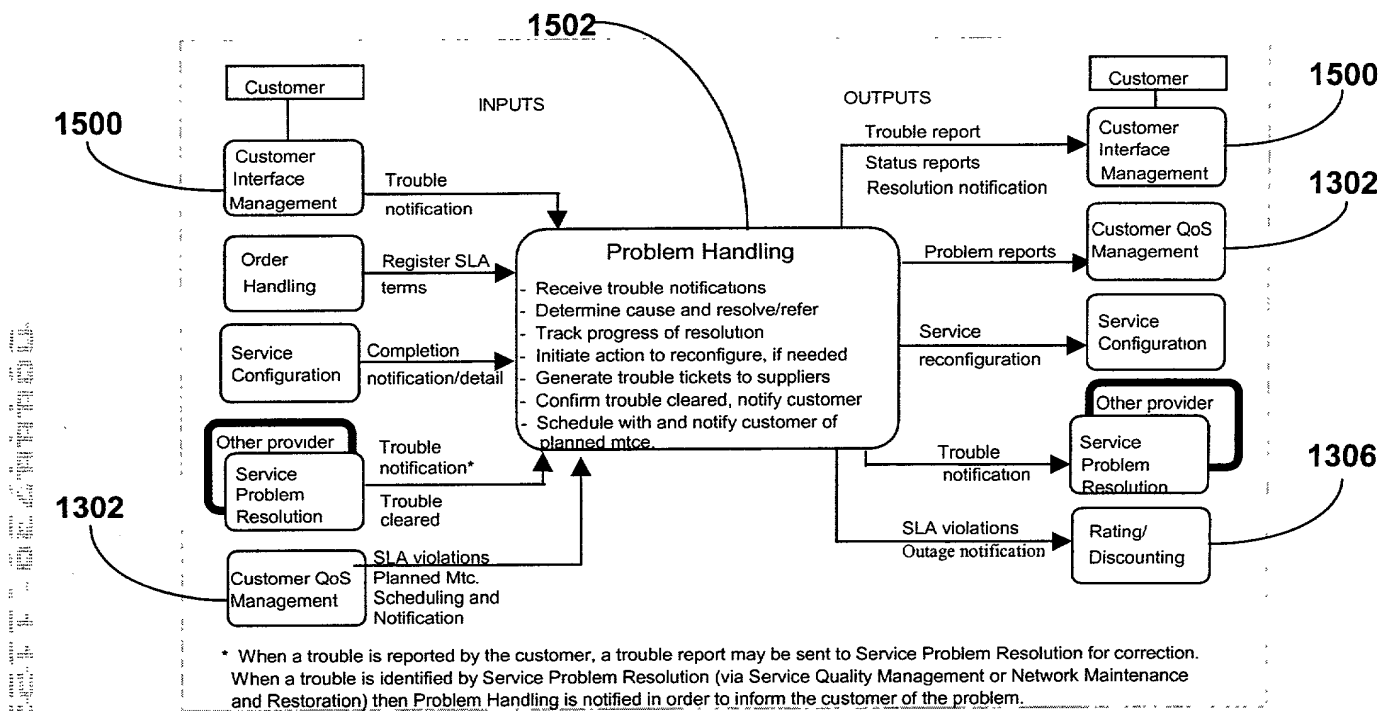 1502
Customer
INPUTS
OUTPUTS
Customer
1500
1500
Customer
Interface
Management
Trouble
notification
Trouble report
Status reports
Resolution notification
Customer
Interface
Management
1302
Order
Handling
Register SLA
terms
Problem Handling
- Receive trouble notifications
- Determine cause and resolve/refer
- Track progress of resolution
- Initiate action to reconfigure, if needed
- Generate trouble tickets to suppliers
- Confirm trouble cleared, notify customer
- Schedule with and notify customer of
planned mtce.
Problem reports
Customer QoS
Management
Service
Configuration
Completion
notification/detail
Service
reconfiguration
Service
Configuration
Other provider
Service
Problem
Resolution
Trouble
notification*
Trouble
cleared
Trouble
notification
Other provider
Service
Problem
Resolution
1306
1302
Customer QoS
Management
SLA violations
Planned Mtc.
Scheduling and
Notification
SLA violations
Outage notification
Rating/
Discounting
* When a trouble is reported by the customer, a trouble report may be sent to Service Problem Resolution for correction.
When a trouble is identified by Service Problem Resolution (via Service Quality Management or Network Maintenance
and Restoration) then Problem Handling is notified in order to inform the customer of the problem.